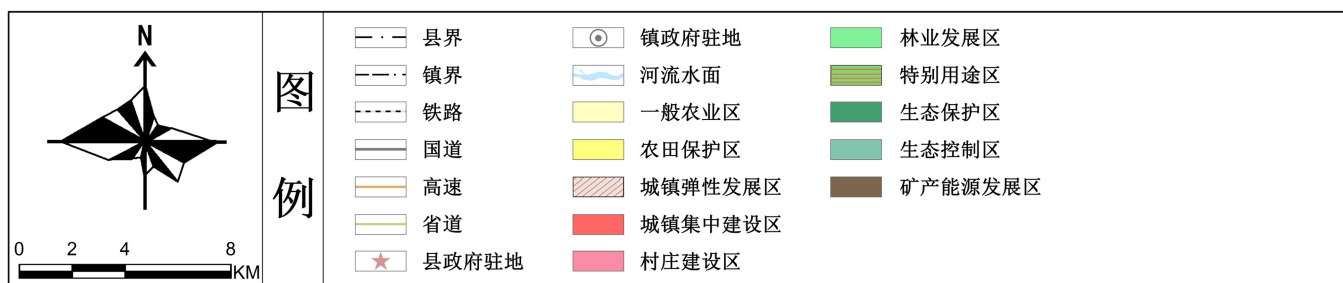 N
0 2 4 8
KM
图
例
县界
镇界
铁路
国道
高速
省道
县政府驻地
镇政府驻地
河流水面
一般农业区
农田保护区
城镇弹性发展区
城镇集中建设区
村庄建设区
林业发展区
特别用途区
生态保护区
生态控制区
矿产能源发展区